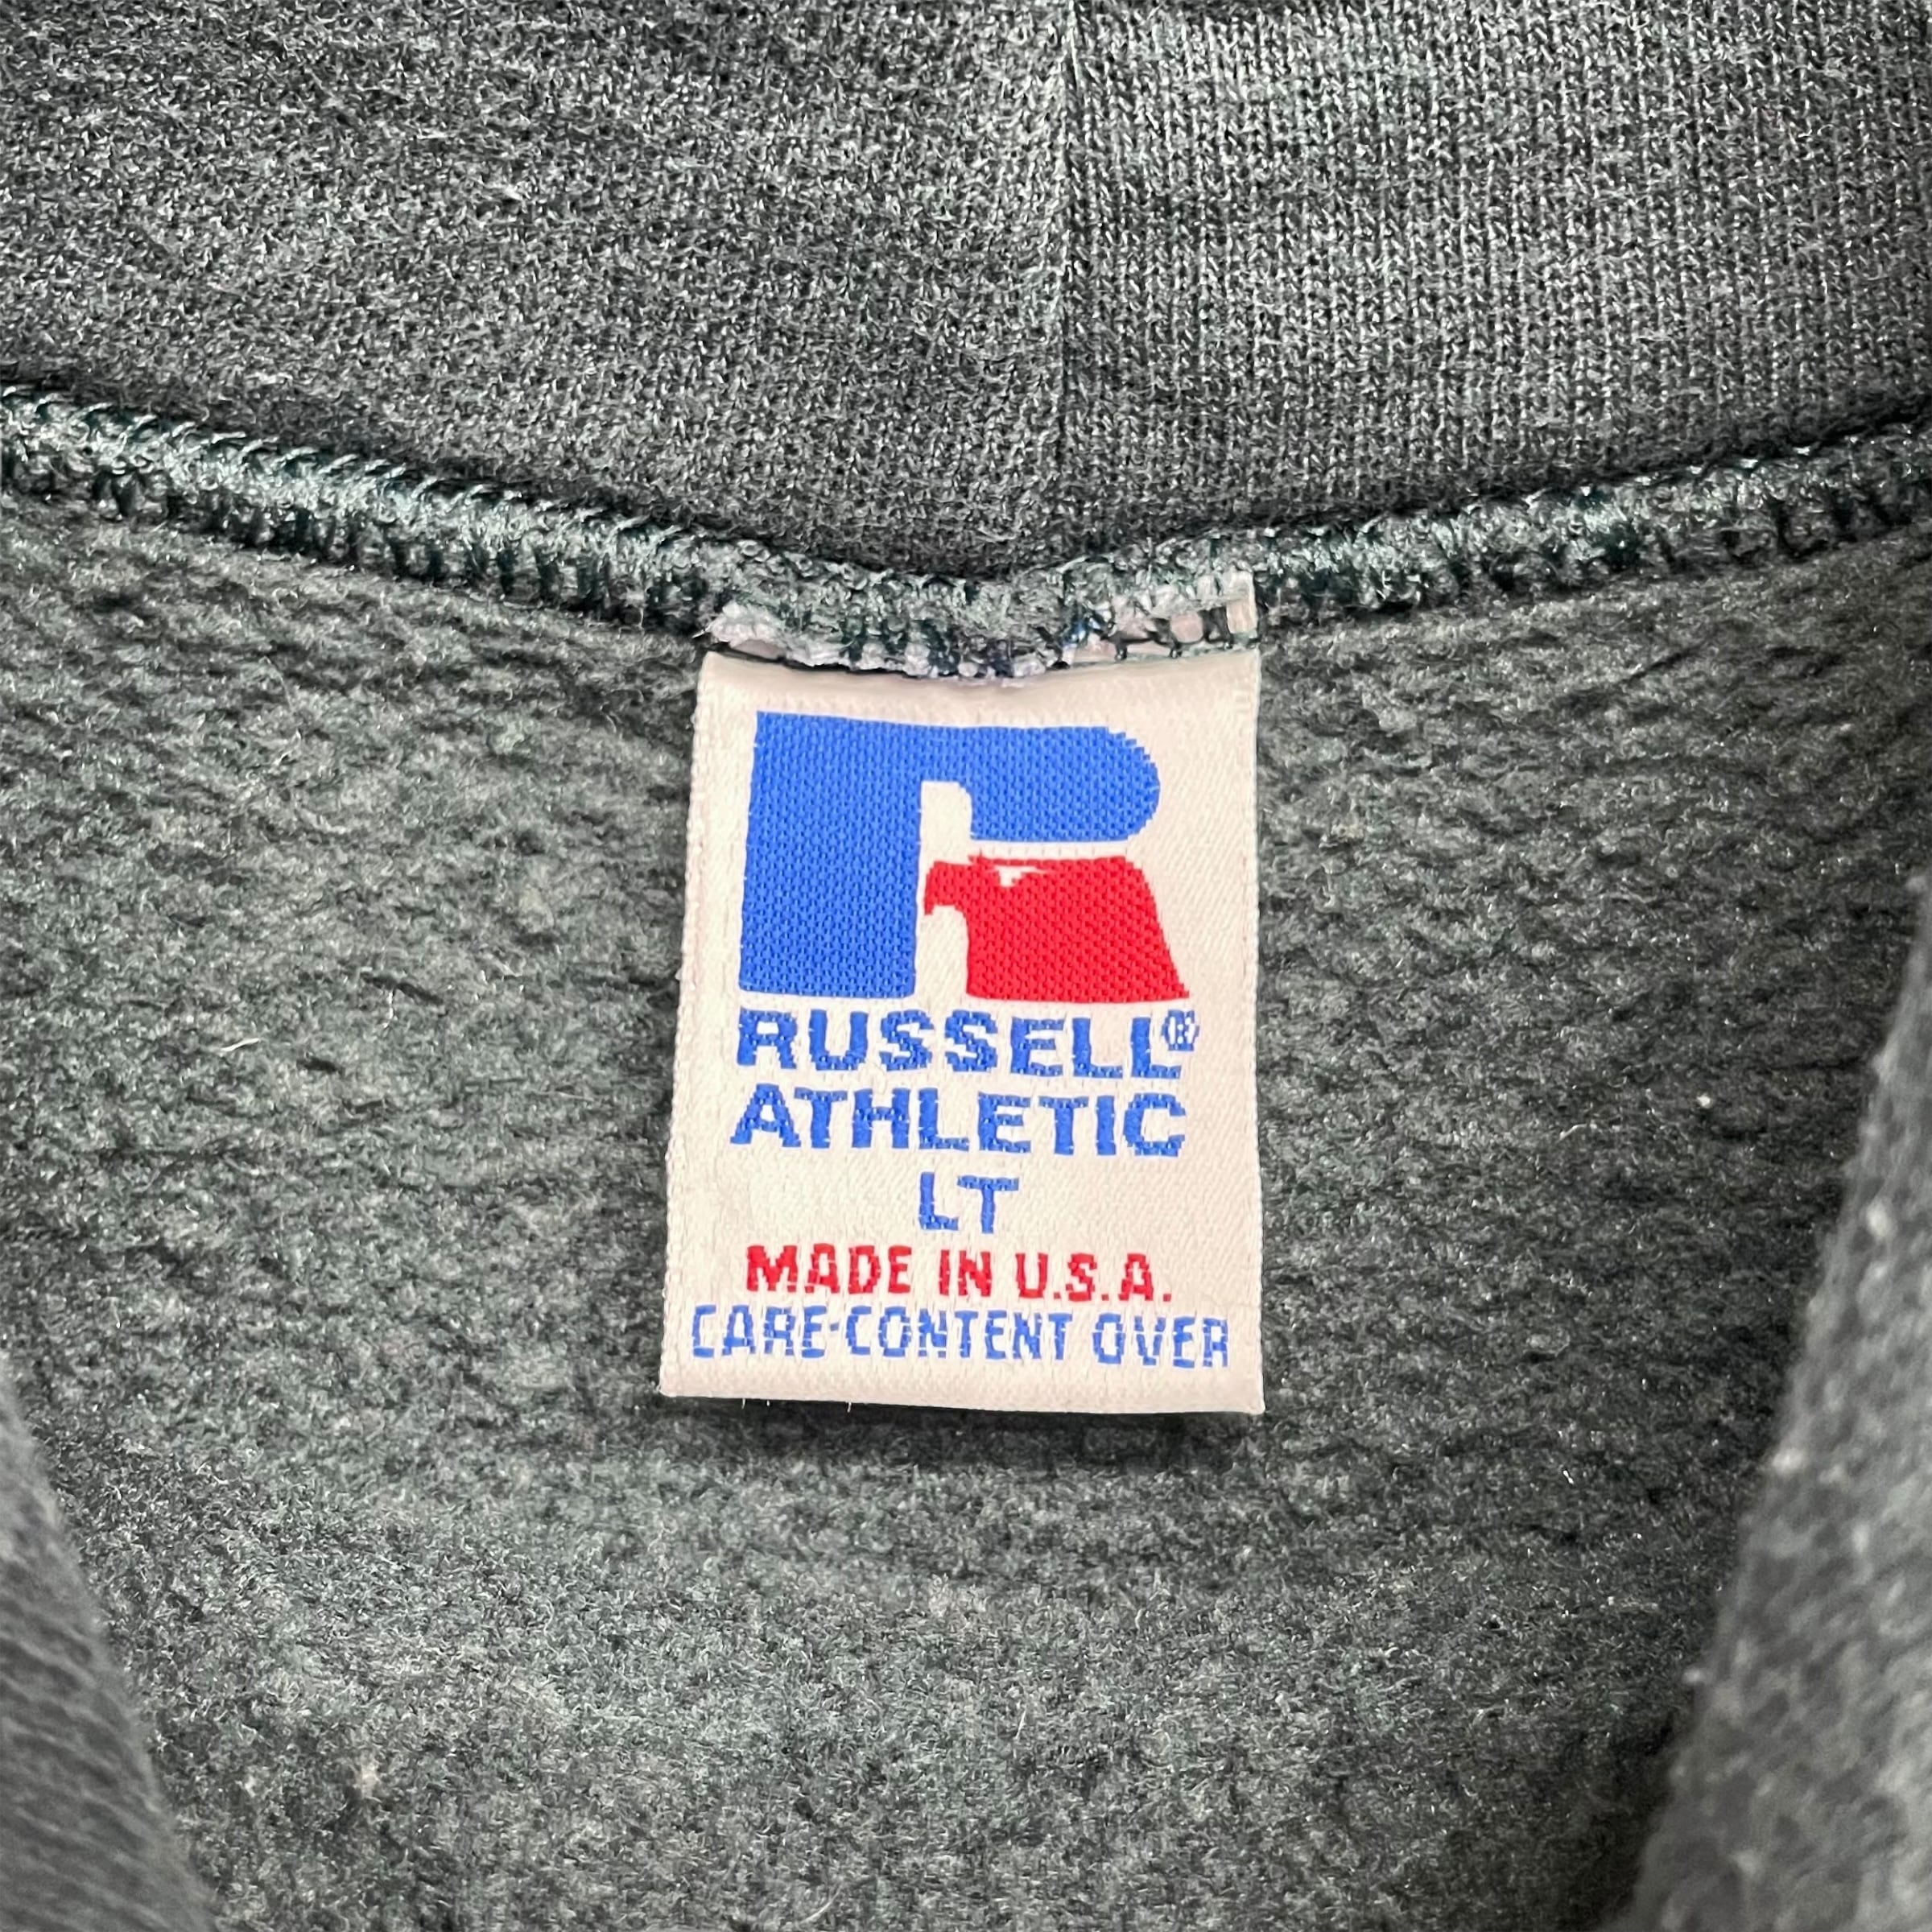 RUSSELL®
ATHLETIC
LT
MADE IN U.S.A.
CARE-CONTENT OVER